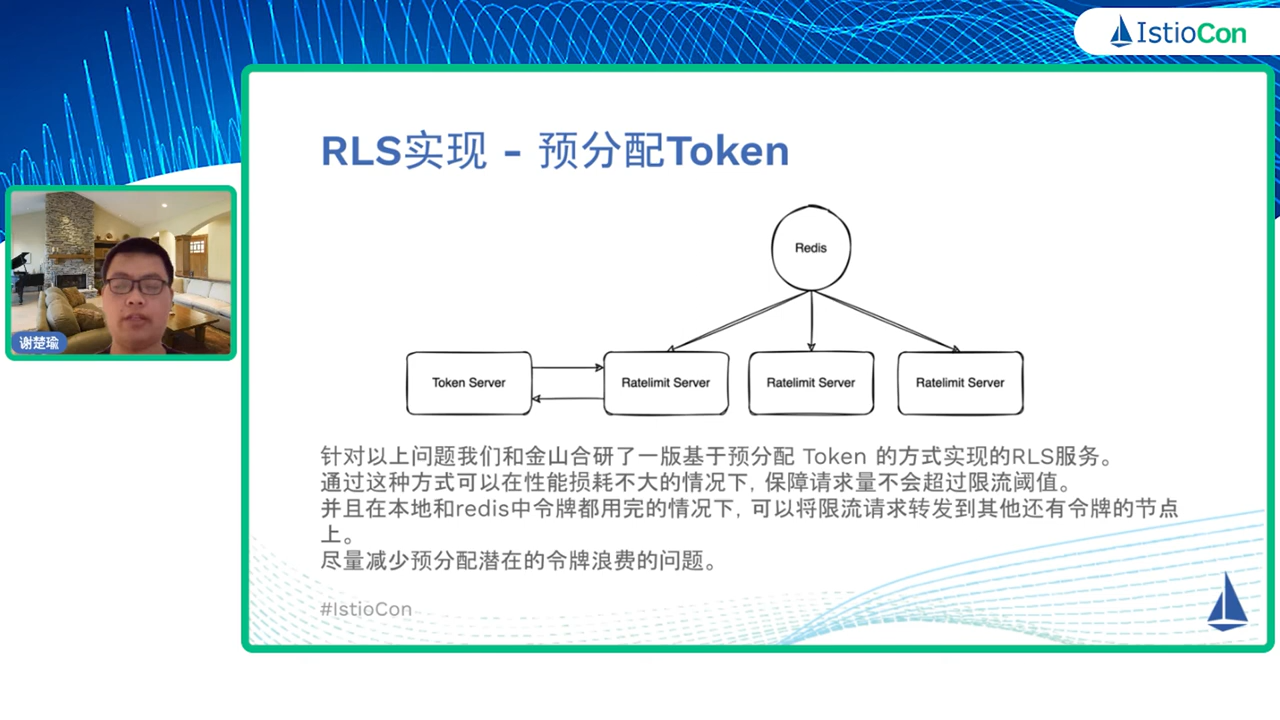 IstioCon
RLS实现 - 预分配Token
Redis
Token Server
Ratelimit Server
Ratelimit Server
Ratelimit Server
谢楚瑜
针对以上问题我们和金山合研了一版基于预分配 Token 的方式实现的RLS服务。
通过这种方式可以在性能损耗不大的情况下, 保障请求量不会超过限流阈值。
并且在本地和redis中令牌都用完的情况下, 可以将限流请求转发到其他还有令牌的节点
上。
尽量减少预分配潜在的令牌浪费的问题。
#IstioCon